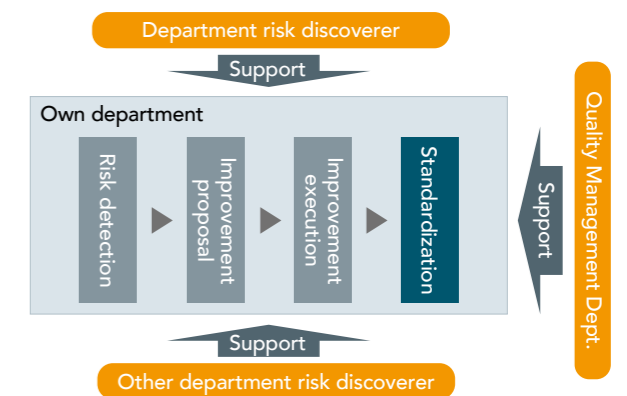 Department risk discoverer
Support
Own department
Risk detection
Improvement
proposal
Improvement
execution
Standardization
Support
Quality Management Dept.
Support
Other department risk discoverer